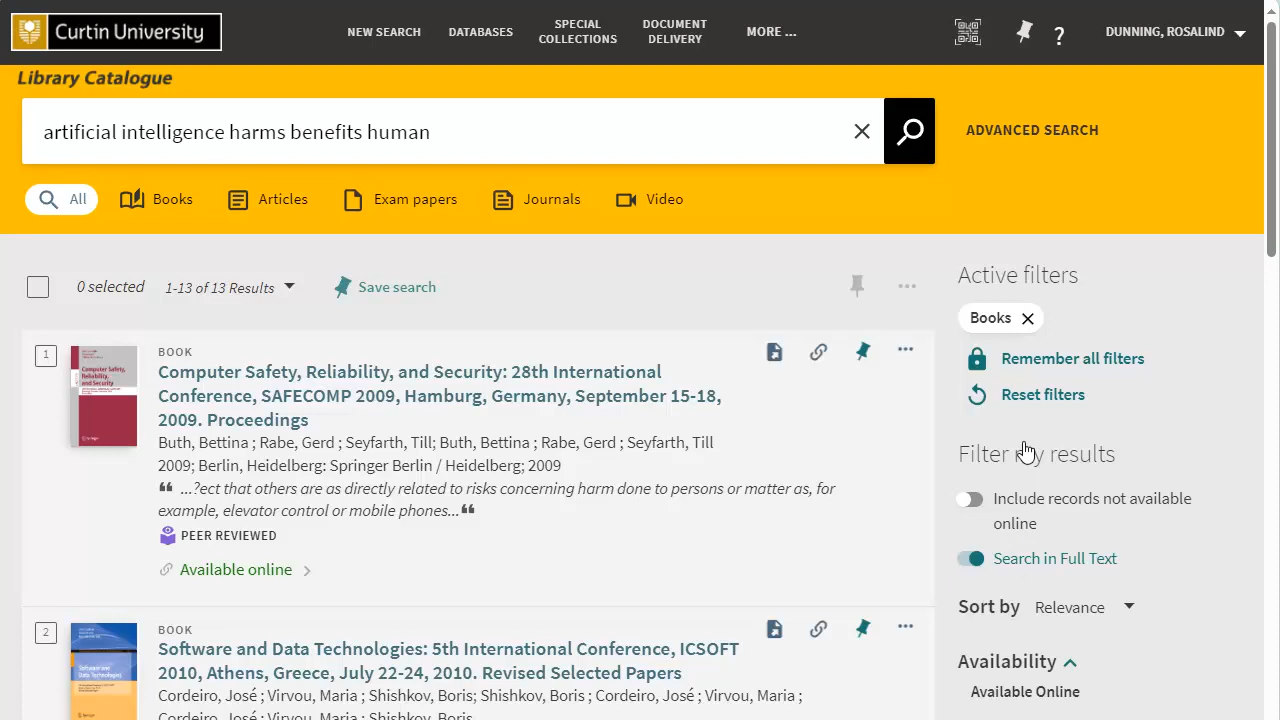 Curtin University
NEW SEARCH
DATABASES
SPECIAL
COLLECTIONS
DOCUMENT
DELIVERY
MORE ...
?
DUNNING, ROSALIND
Library Catalogue
artificial intelligence harms benefits human
ADVANCED SEARCH
All
Books
Articles
Exam papers
Journals
Video
0 selected
1-13 of 13 Results
Save search
Active filters
Books
Remember all filters
Reset filters
Filter my results
Include records not available
online
Search in Full Text
Sort by Relevance
Availability
Available Online
1
BOOK
Computer Safety, Reliability, and Security: 28th International
Conference, SAFECOMP 2009, Hamburg, Germany, September 15-18,
2009. Proceedings
Buth, Bettina ; Rabe, Gerd ; Seyfarth, Till; Buth, Bettina ; Rabe, Gerd ; Seyfarth, Till
2009; Berlin, Heidelberg: Springer Berlin / Heidelberg; 2009
❝ ...?ect that others are as directly related to risks concerning harm done to persons or matter as, for
example, elevator control or mobile phones...❝
PEER REVIEWED
Available online
2
BOOK
Software and Data Technologies: 5th International Conference, ICSOFT
2010, Athens, Greece, July 22-24, 2010. Revised Selected Papers
Cordeiro, José ; Virvou, Maria ; Shishkov, Boris; Shishkov, Boris ; Cordeiro, José ; Virvou, Maria ;
Shishkov, Boris